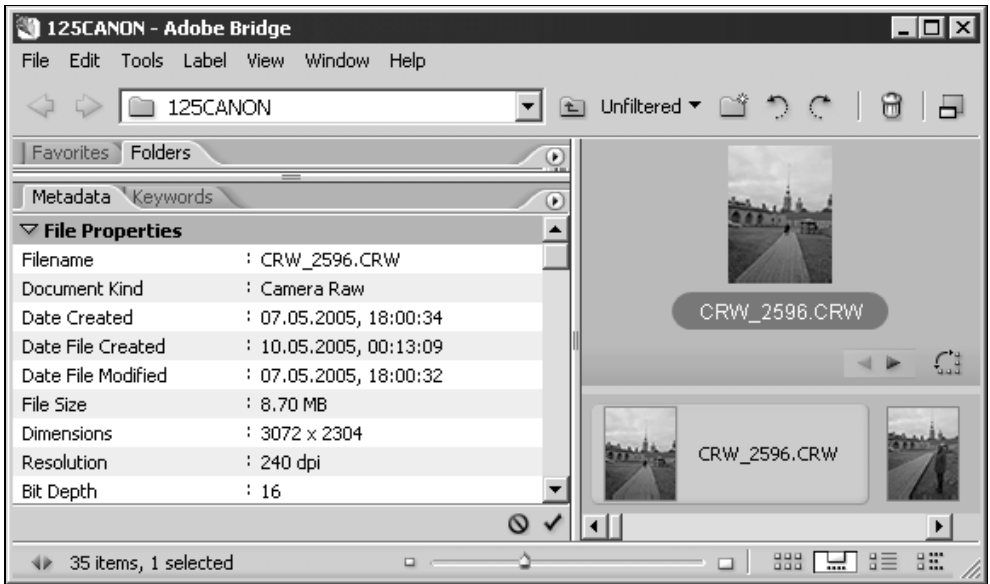 125CANON - Adobe Bridge
File Edit Tools Label View Window Help
125CANON Unfiltered
Favorites Folders
Metadata Keywords
File Properties
Filename : CRW_2596.CRW
Document Kind : Camera Raw
Date Created : 07.05.2005, 18:00:34
Date File Created : 10.05.2005, 00:13:09
Date File Modified : 07.05.2005, 18:00:32
File Size : 8.70 MB
Dimensions : 3072 x 2304
Resolution : 240 dpi
Bit Depth : 16
CRW_2596.CRW
CRW_2596.CRW
35 items, 1 selected